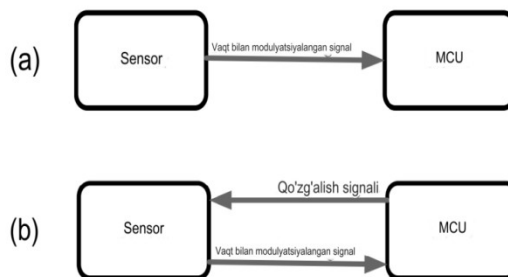 (a)
Sensor
Vaqt bilan modulyatsiyalangan signal
MCU
Qo'zg'alish signali
(b)
Sensor
MCU
Vaqt bilan modulyatsiyalangan signal